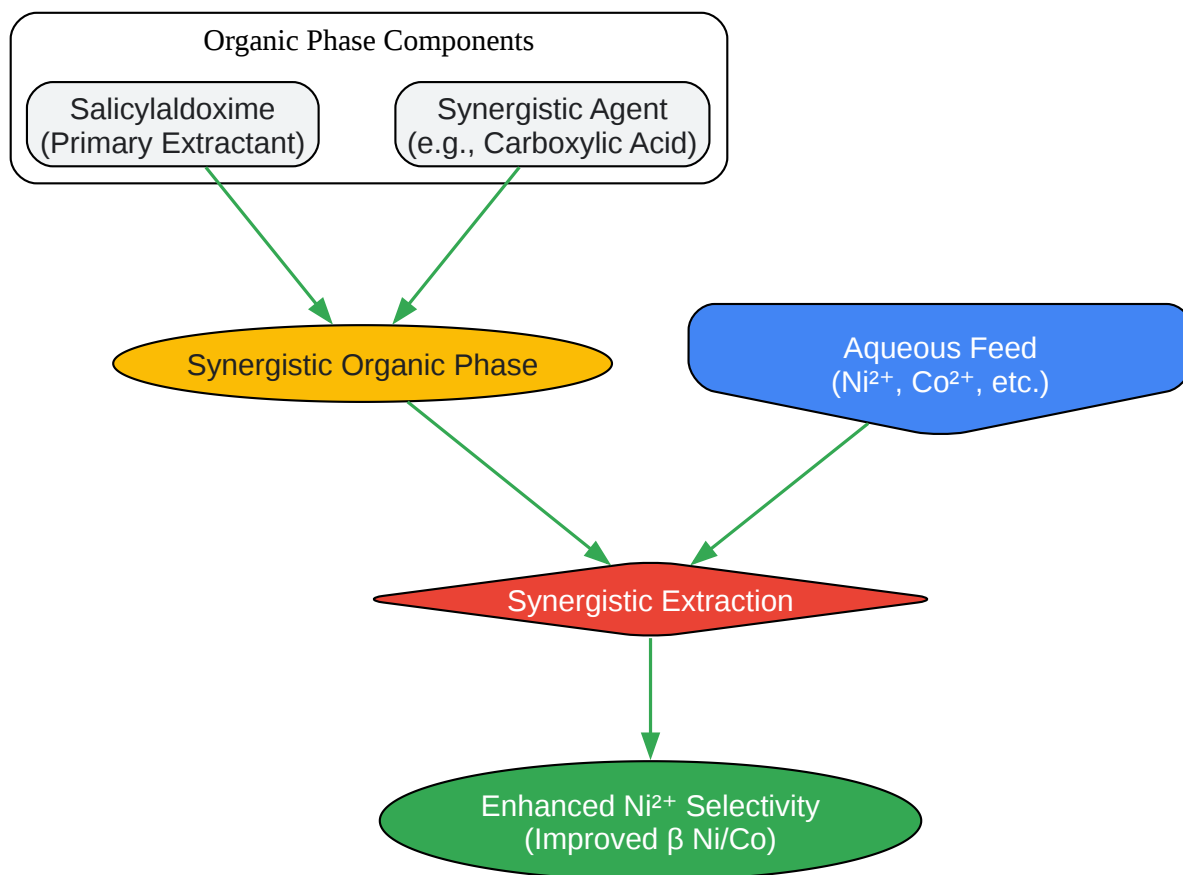 Organic Phase Components
Salicylaldoxime
(Primary Extractant)
Synergistic Agent
(e.g., Carboxylic Acid)
Synergistic Organic Phase
Aqueous Feed
(Ni²⁺, Co²⁺, etc.)
Synergistic Extraction
Enhanced Ni²⁺ Selectivity
(Improved β Ni/Co)